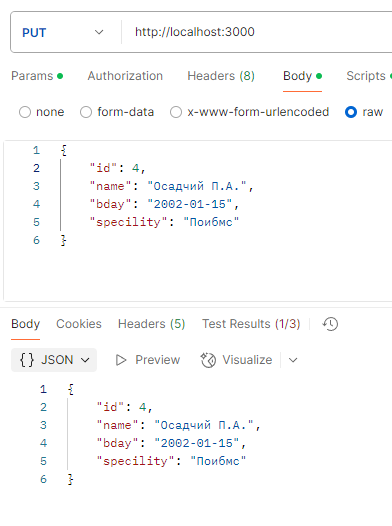 PUT http://localhost:3000
Params Authorization Headers (8) Body Scripts
none form-data x-www-form-urlencoded raw
1 {
2 "id": 4,
3 "name": "Осадчий П.А.",
4 "bday": "2002-01-15",
5 "specility": "Поибмс"
6 }
Body Cookies Headers (5) Test Results (1/3)
{} JSON Preview Visualize
1 {
2 "id": 4,
3 "name": "Осадчий П.А.",
4 "bday": "2002-01-15",
5 "specility": "Поибмс"
6 }